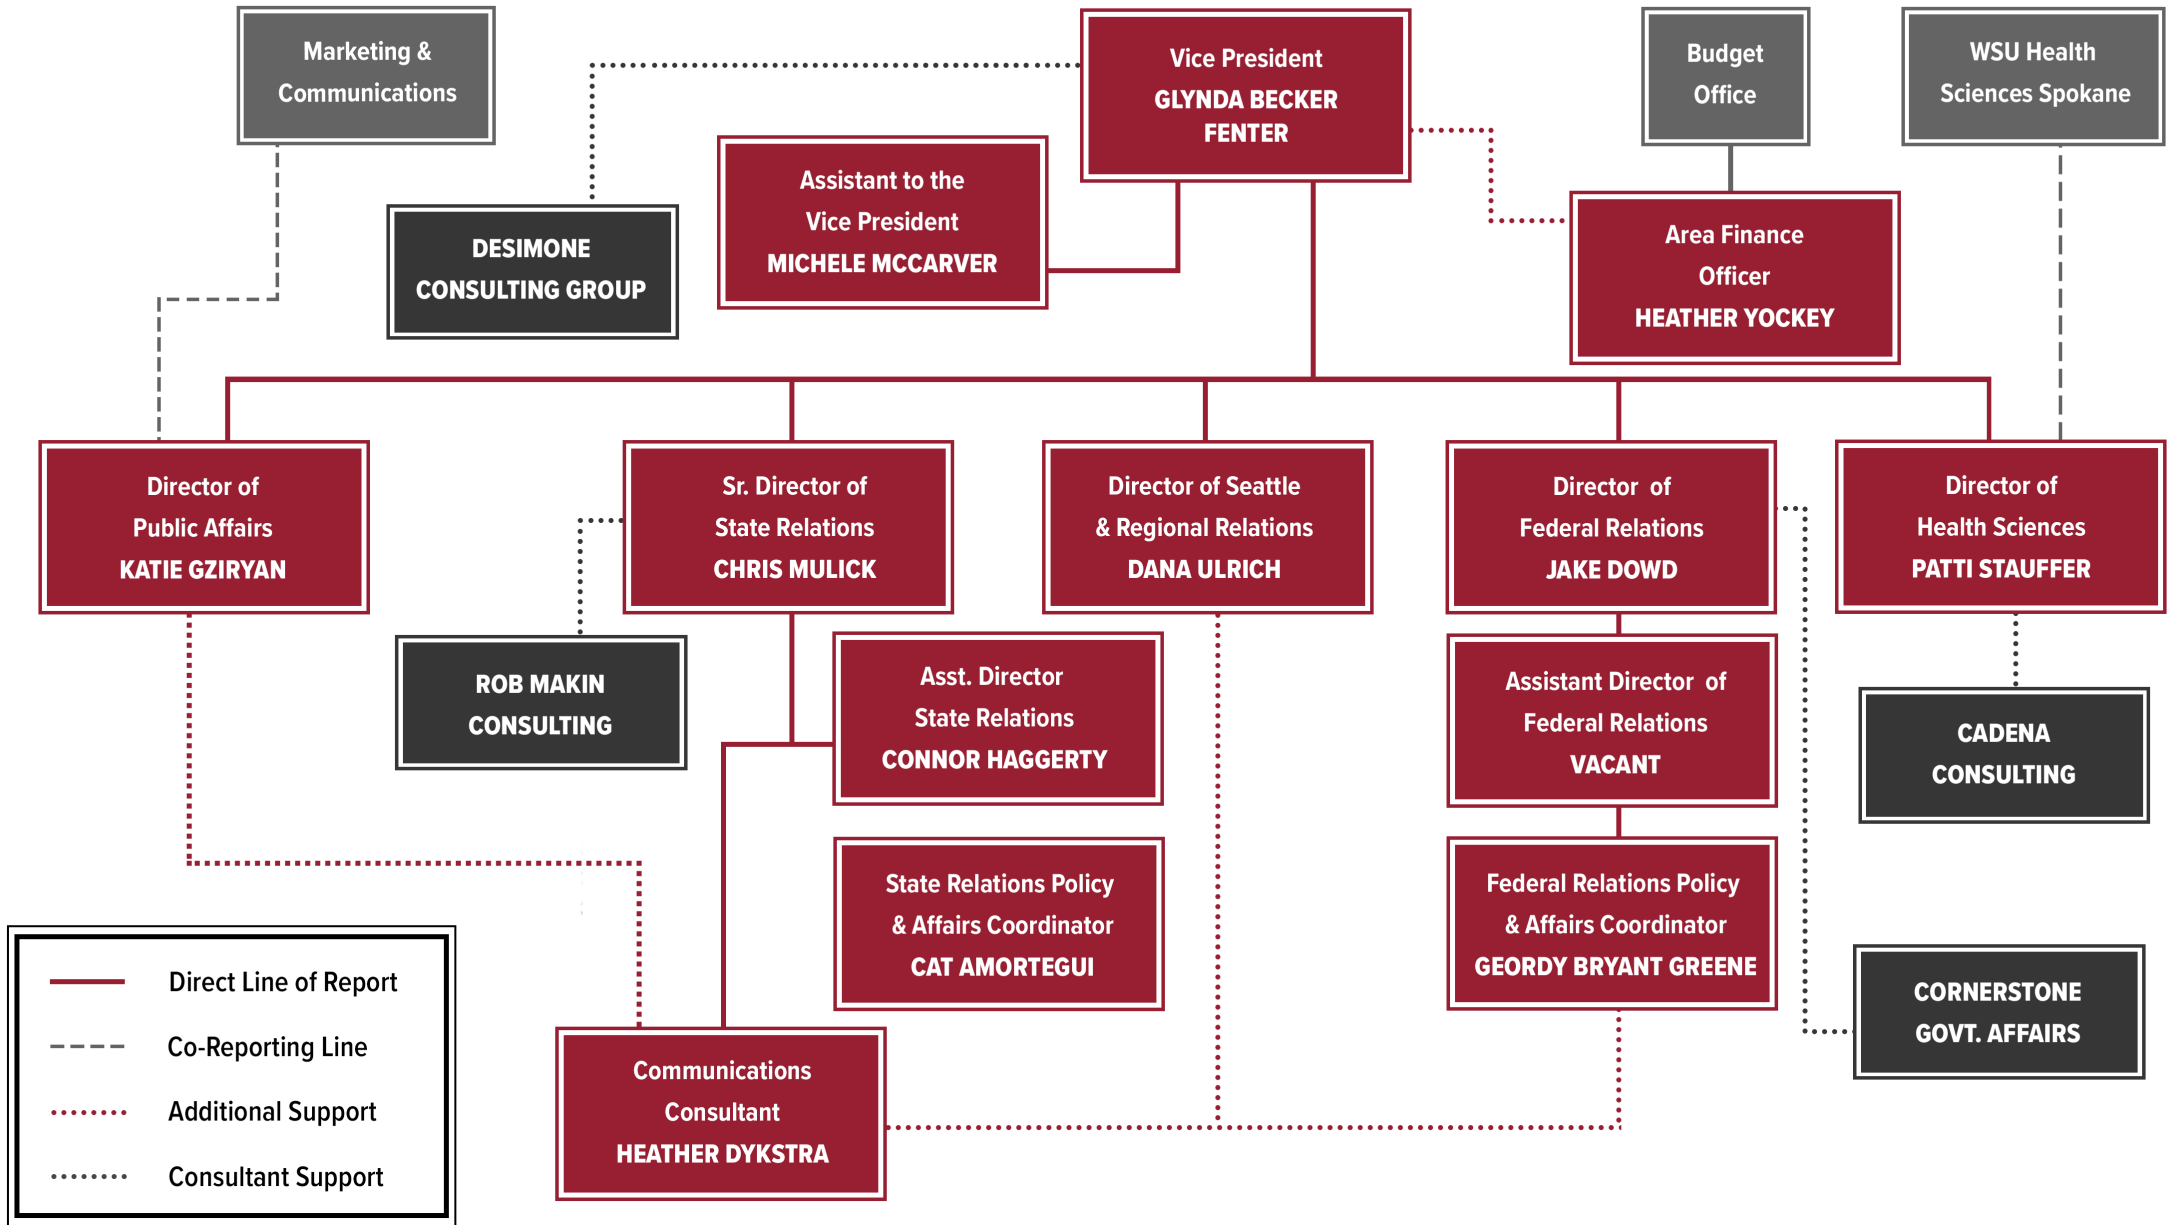 Marketing &
Communications
Vice President
GLYNDA BECKER
FENTER
Budget
Office
WSU Health
Sciences Spokane
Assistant to the
Vice President
MICHELE MCCARVER
DESIMONE
CONSULTING GROUP
Area Finance
Officer
HEATHER YOCKEY
Director of
Public Affairs
KATIE GZIRYAN
Sr. Director of
State Relations
CHRIS MULICK
Director of Seattle
& Regional Relations
DANA ULRICH
Director of
Federal Relations
JAKE DOWD
Director of
Health Sciences
PATTI STAUFFER
ROB MAKIN
CONSULTING
Asst. Director
State Relations
CONNOR HAGGERTY
Assistant Director of
Federal Relations
VACANT
CADENA
CONSULTING
State Relations Policy
& Affairs Coordinator
CAT AMORTEGUI
Federal Relations Policy
& Affairs Coordinator
GEORDY BRYANT GREENE
CORNERSTONE
GOVT. AFFAIRS
Communications
Consultant
HEATHER DYKSTRA
Direct Line of Report
Co-Reporting Line
Additional Support
Consultant Support